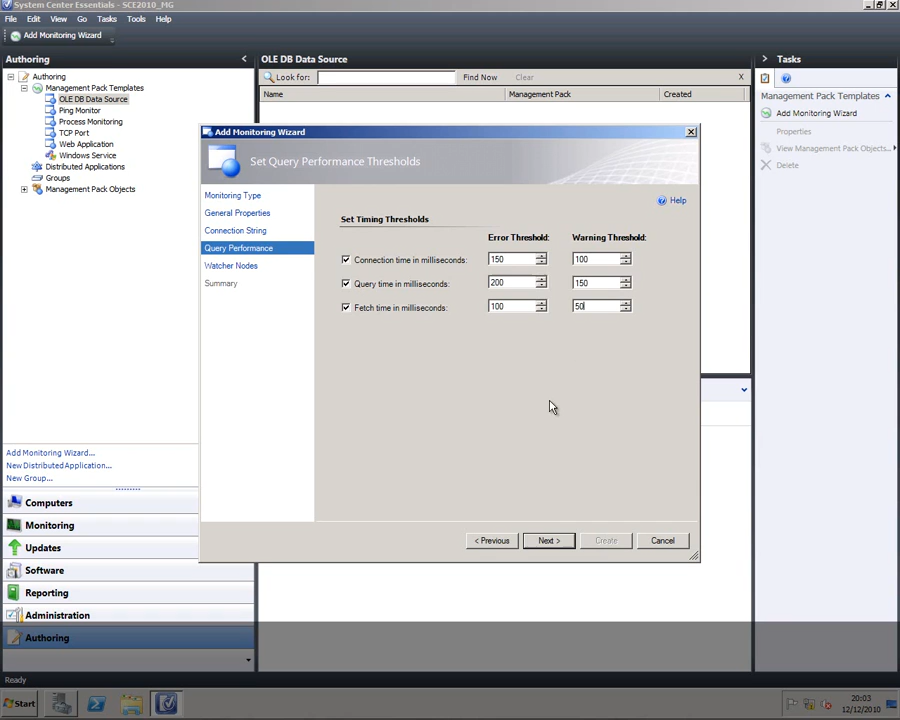 System Center Essentials - SCE2010_MG
File Edit View Go Tasks Tools Help
Add Monitoring Wizard
Authoring
Authoring
Management Pack Templates
OLE DB Data Source
Ping Monitor
Process Monitoring
TCP Port
Web Application
Windows Service
Distributed Applications
Groups
Management Pack Objects
Add Monitoring Wizard...
New Distributed Application...
New Group...
Computers
Monitoring
Updates
Software
Reporting
Administration
Authoring
OLE DB Data Source
Look for: Find Now Clear X
Name Management Pack Created
Add Monitoring Wizard
Set Query Performance Thresholds
Monitoring Type
General Properties
Connection String
Query Performance
Watcher Nodes
Summary
Help
Set Timing Thresholds
Error Threshold: Warning Threshold:
Connection time in milliseconds: 150 100
Query time in milliseconds: 200 150
Fetch time in milliseconds: 100 50
< Previous Next > Create Cancel
Tasks
Management Pack Templates
Add Monitoring Wizard
Properties
View Management Pack Objects...
Delete
Ready
Start
20:03
12/12/2010